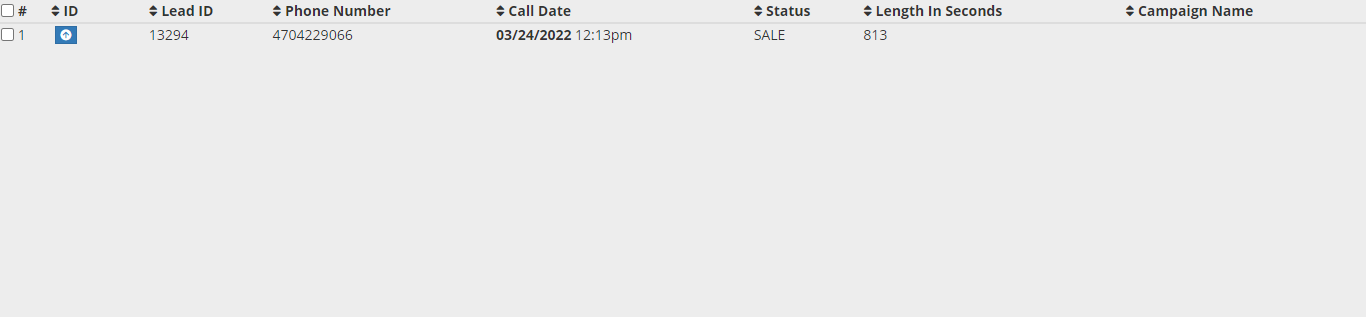 # ID Lead ID Phone Number Call Date Status Length In Seconds Campaign Name
1 13294 4704229066 03/24/2022 12:13pm SALE 813